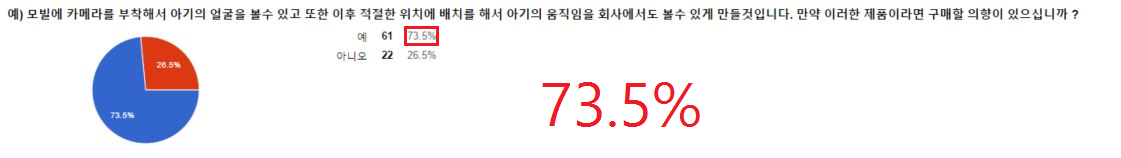 예) 모빌에 카메라를 부착해서 아기의 얼굴을 볼수 있고 또한 이후 적절한 위치에 배치를 해서 아기의 움직임을 회사에서도 볼수 있게 만들것입니다. 만약 이러한 제품이라면 구매할 의향이 있으십니까 ?
예 61 73.5%
아니오 22 26.5%
26.5%
73.5%
73.5%